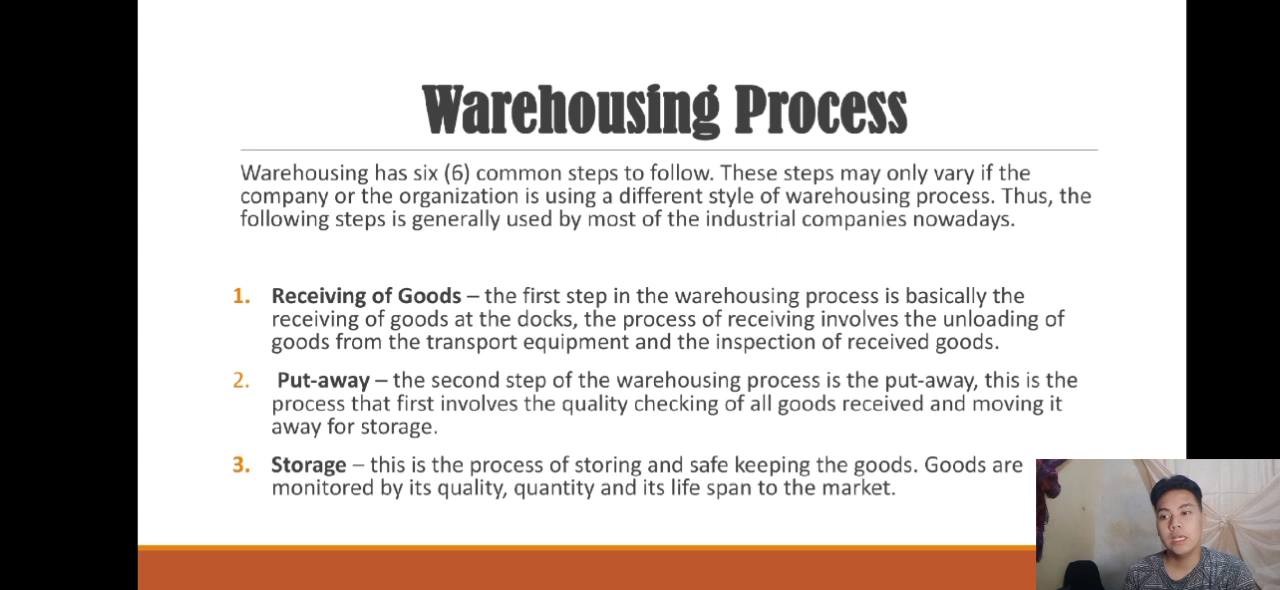 Warehousing Process
Warehousing has six (6) common steps to follow. These steps may only vary if the
company or the organization is using a different style of warehousing process. Thus, the
following steps is generally used by most of the industrial companies nowadays.
1. Receiving of Goods – the first step in the warehousing process is basically the
receiving of goods at the docks, the process of receiving involves the unloading of
goods from the transport equipment and the inspection of received goods.
2. Put-away – the second step of the warehousing process is the put-away, this is the
process that first involves the quality checking of all goods received and moving it
away for storage.
3. Storage – this is the process of storing and safe keeping the goods. Goods are
monitored by its quality, quantity and its life span to the market.